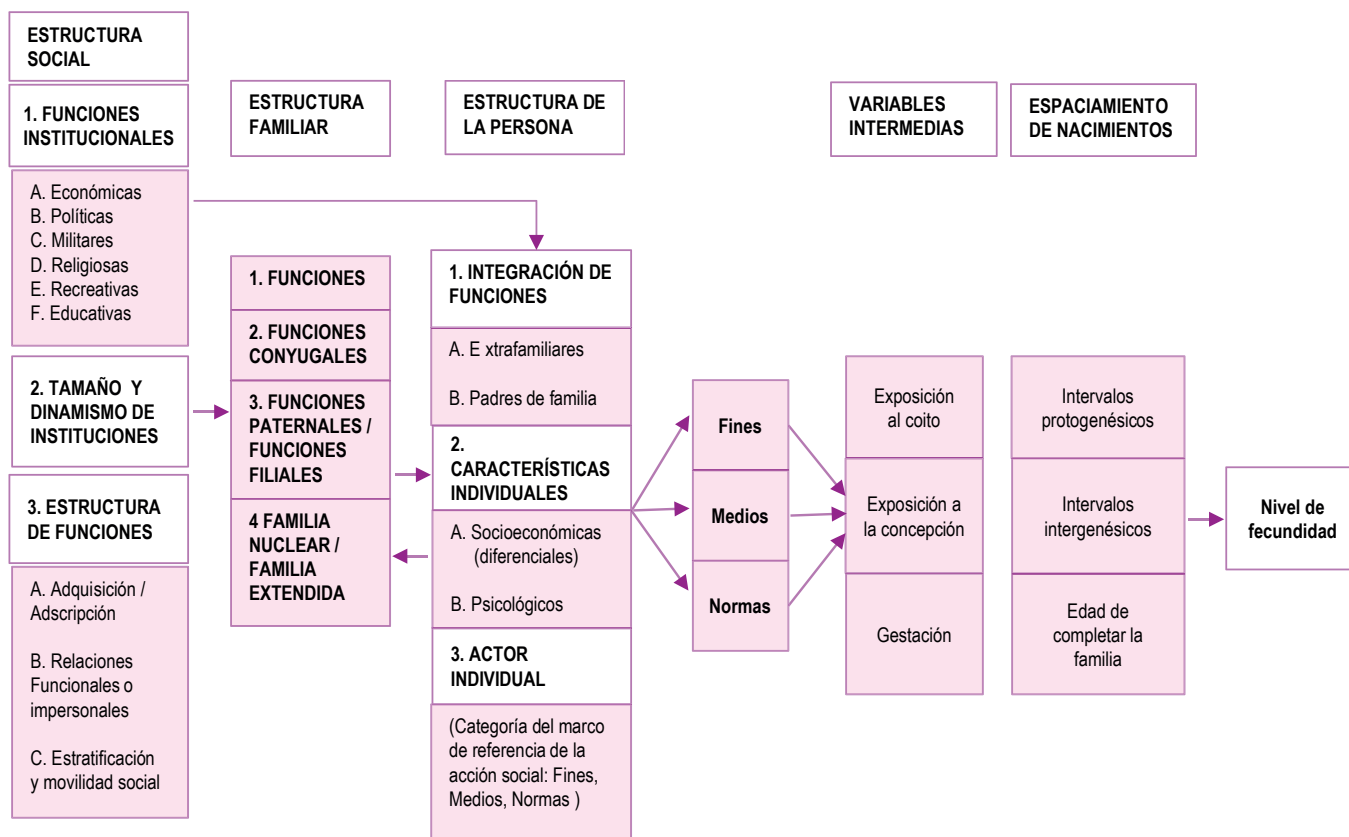 ESTRUCTURA
SOCIAL
1. FUNCIONES
INSTITUCIONALES
A. Económicas
B. Políticas
C. Militares
D. Religiosas
E. Recreativas
F. Educativas
2. TAMAÑO Y
DINAMISMO DE
INSTITUCIONES
3. ESTRUCTURA
DE FUNCIONES
A. Adquisición /
Adscripción
B. Relaciones
Funcionales o
impersonales
C. Estratificación
y movilidad social
ESTRUCTURA
FAMILIAR
1. FUNCIONES
2. FUNCIONES
CONYUGALES
3. FUNCIONES
PATERNALES /
FUNCIONES
FILIALES
4 FAMILIA
NUCLEAR /
FAMILIA
EXTENDIDA
ESTRUCTURA DE
LA PERSONA
1. INTEGRACIÓN DE
FUNCIONES
A. E xtrafamiliares
B. Padres de familia
2.
CARACTERÍSTICAS
INDIVIDUALES
A. Socioeconómicas
(diferenciales)
B. Psicológicos
3. ACTOR
INDIVIDUAL
(Categoría del marco
de referencia de la
acción social: Fines,
Medios, Normas )
Fines
Medios
Normas
VARIABLES
INTERMEDIAS
Exposición
al coito
Exposición a
la concepción
Gestación
ESPACIAMIENTO
DE NACIMIENTOS
Intervalos
protogenésicos
Intervalos
intergenésicos
Edad de
completar la
familia
Nivel de
fecundidad